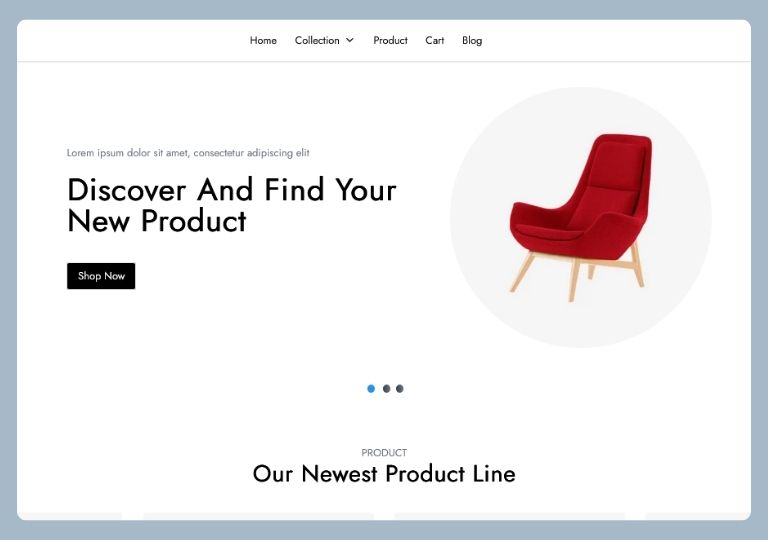 Home Collection Product Cart Blog
Lorem ipsum dolor sit amet, consectetur adipiscing elit
Discover And Find Your
New Product
Shop Now
PRODUCT
Our Newest Product Line